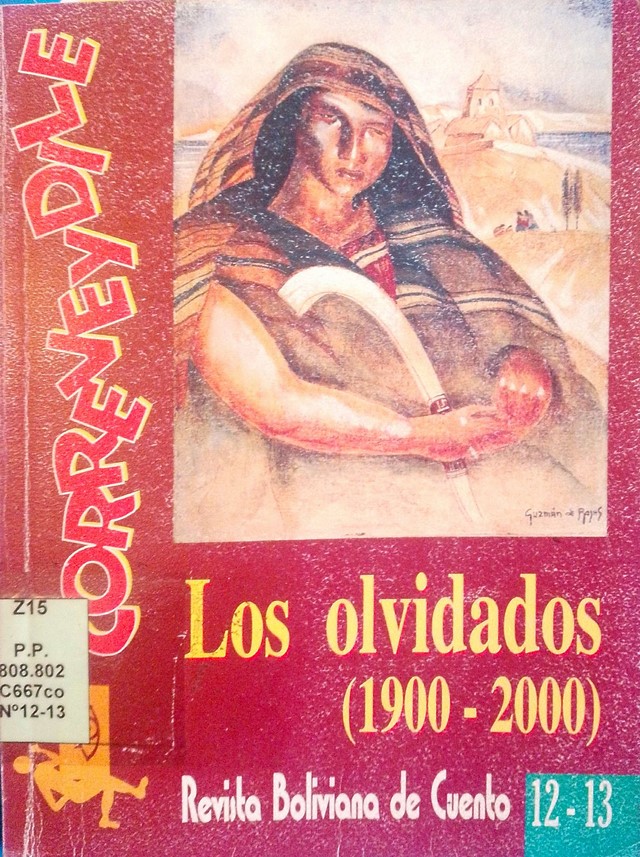 CORREVEYDILE
Guzmán de Rojas
Los olvidados
(1900 - 2000)
Z15
P.P.
808.802
C667co
Nº12-13
Revista Boliviana de Cuento 12 - 13